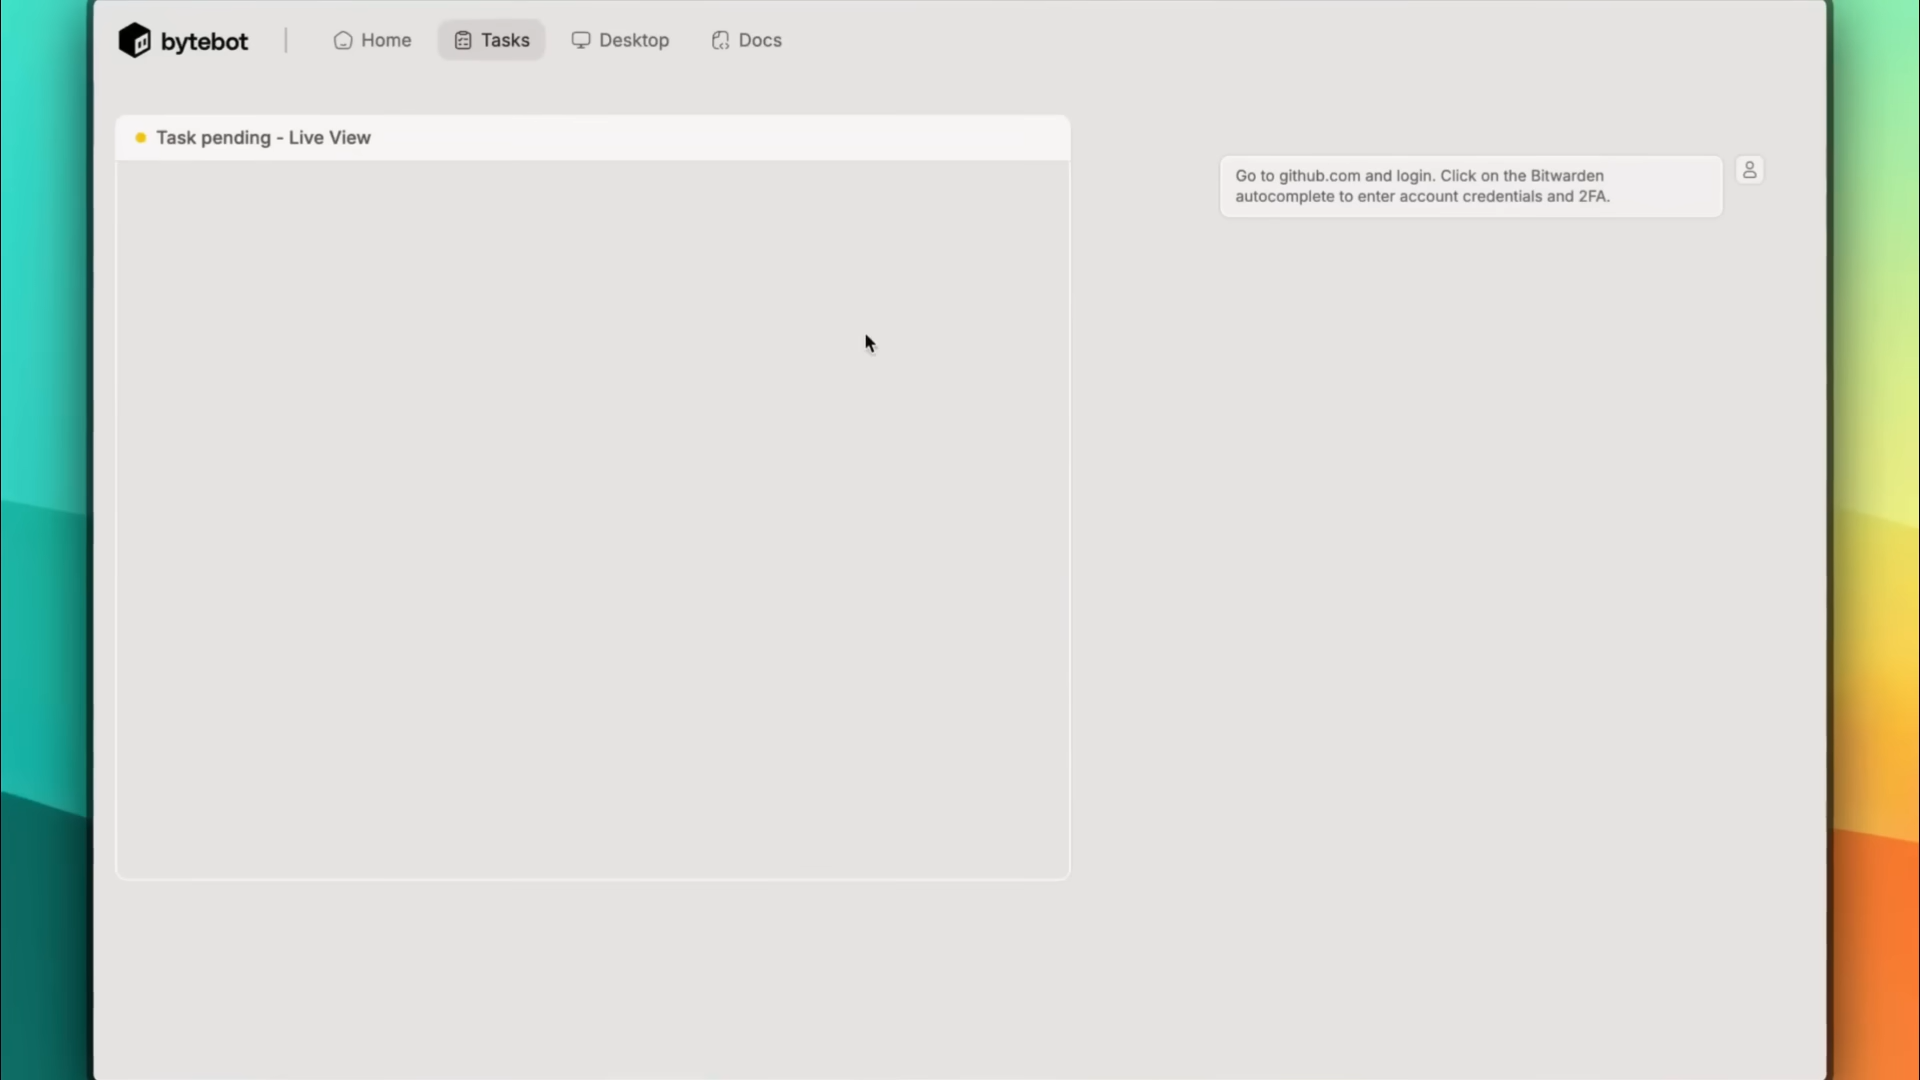 bytebot
Home
Tasks
Desktop
Docs
Task pending - Live View
Go to github.com and login. Click on the Bitwarden
autocomplete to enter account credentials and 2FA.